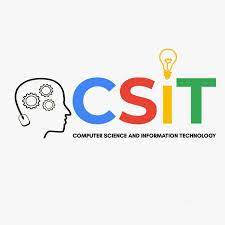 CSiT
COMPUTER SCIENCE AND INFORMATION TECHNOLOGY